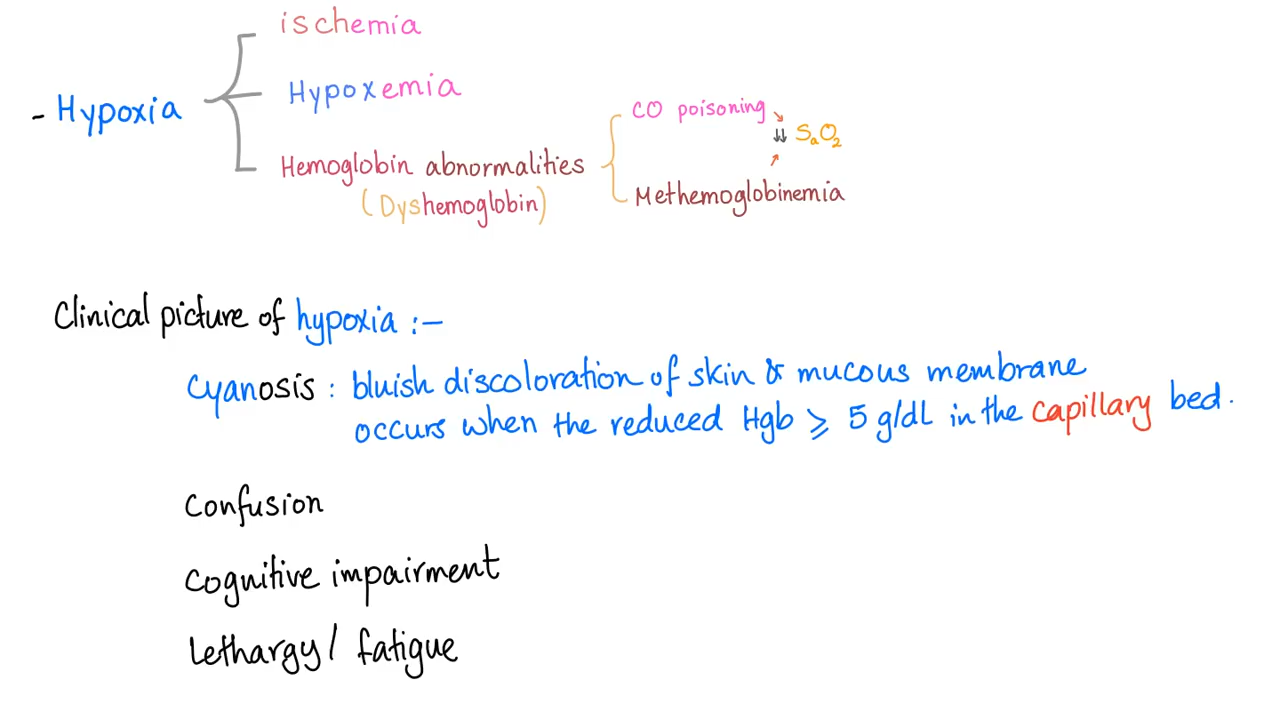 ischemia
- Hypoxia
Hypoxemia
CO poisoning
↓↓ SaO2
Hemoglobin abnormalities
(Dyshemoglobin)
Methemoglobinemia
Clinical picture of hypoxia :-
Cyanosis : bluish discoloration of skin & mucous membrane
occurs when the reduced Hgb ⩾ 5 g/dL in the capillary bed.
Confusion
Cognitive impairment
Lethargy/ fatigue